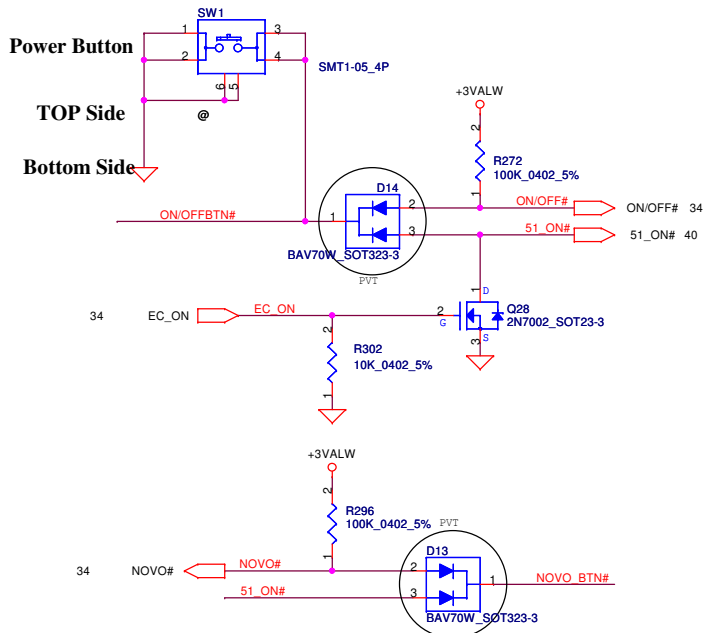 SW1
1
3
Power Button
2
4
SMT1-05_4P
6
5
TOP Side
@
+3VALW
2
Bottom Side
R272
100K_0402_5%
1
D14
ON/OFFBTN#
1
2
ON/OFF#
ON/OFF# 34
3
51_ON#
51_ON# 40
BAV70W_SOT323-3
PVT
1
D
34
EC_ON
EC_ON
2
G
Q28
2N7002_SOT23-3
3
S
2
R302
10K_0402_5%
1
+3VALW
2
R296
100K_0402_5%
1
PVT
D13
34
NOVO#
NOVO#
2
1
NOVO_BTN#
51_ON#
3
BAV70W_SOT323-3